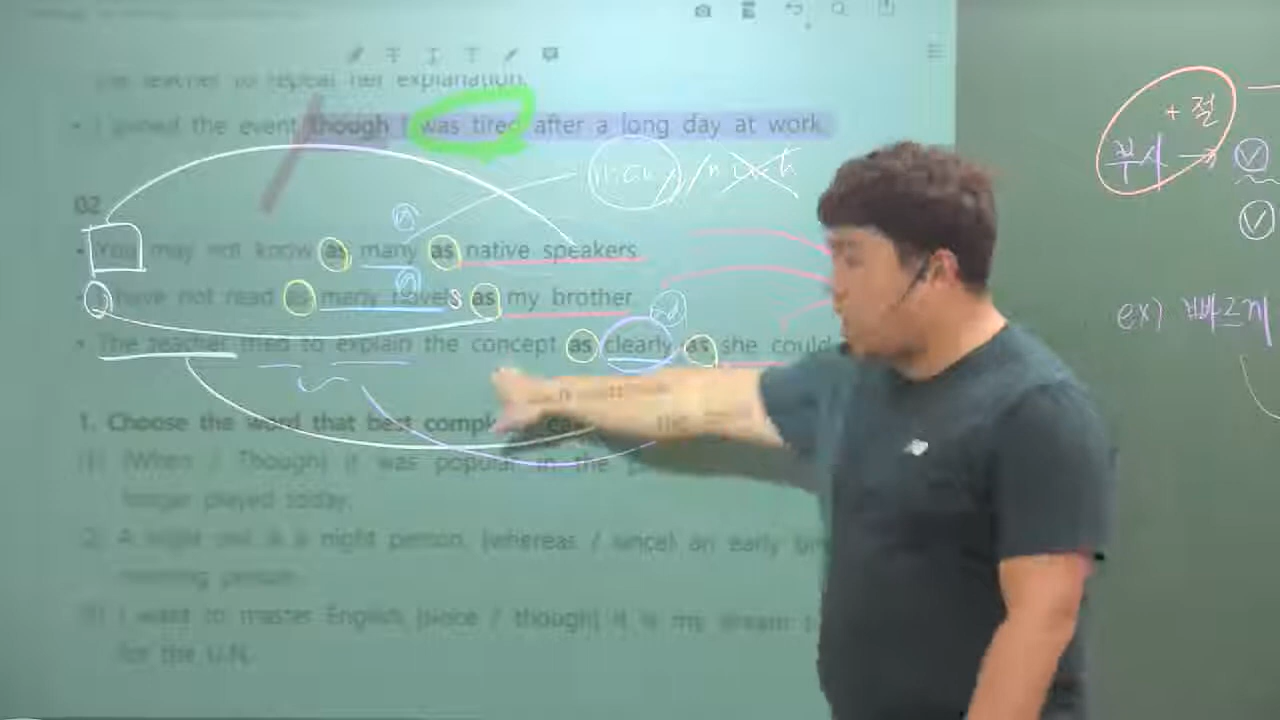 the teacher to repeat her explanation.
• I joined the event though I was tired after a long day at work.
many /
02
• You may not know as many as native speakers.
• I have not read as many novels as my brother.
• The teacher tried to explain the concept as clearly as she could
1. Choose the word that best
(1) (When / Though) it was popular in the
longer played today.
(2) A night owl is a night person, (whereas / since) an early
morning person.
(3) I want to master English (since / though) it is my dream
for the U.N.
+ 절
부사 →
ex) 빠르게